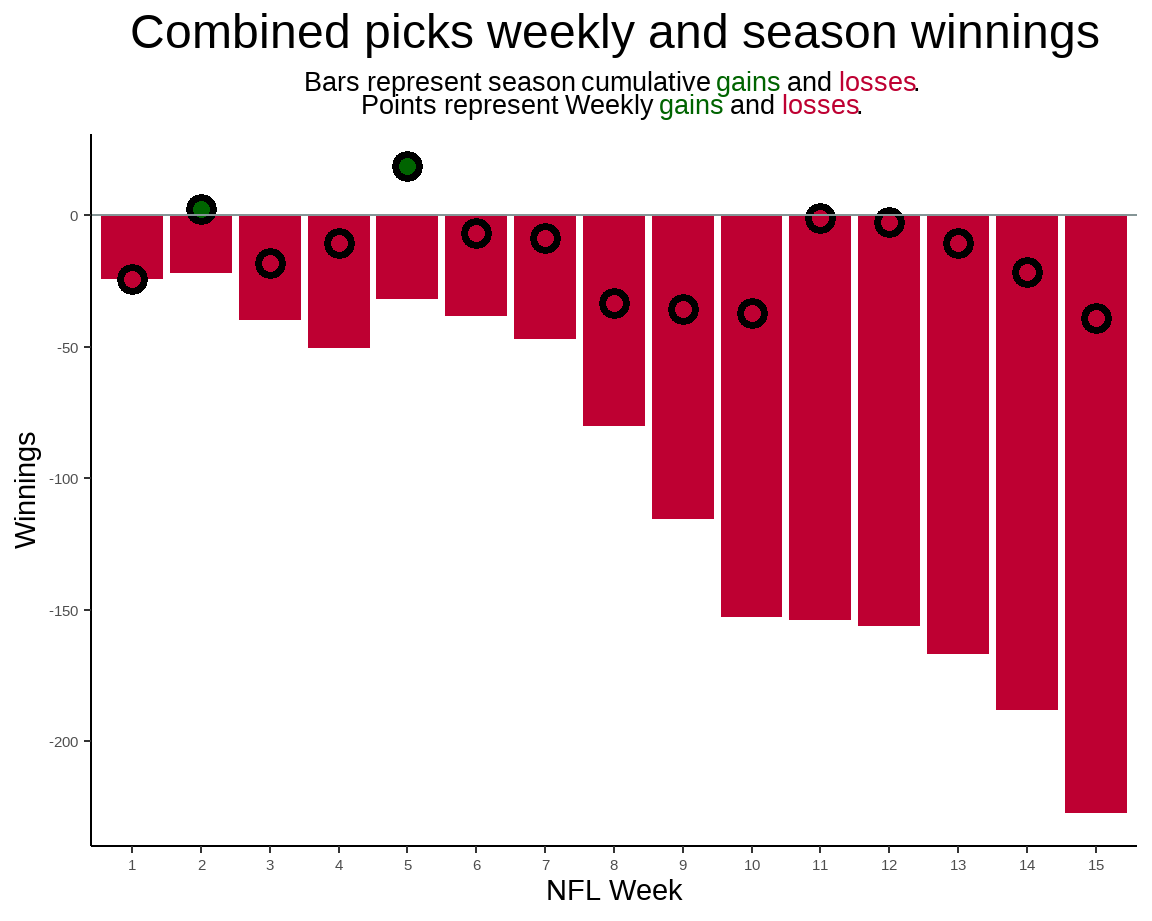 Combined picks weekly and season winnings
Bars represent season cumulative gains and losses.
Points represent Weekly gains and losses.
Winnings
0
-50
-100
-150
-200
1 2 3 4 5 6 7 8 9 10 11 12 13 14 15
NFL Week